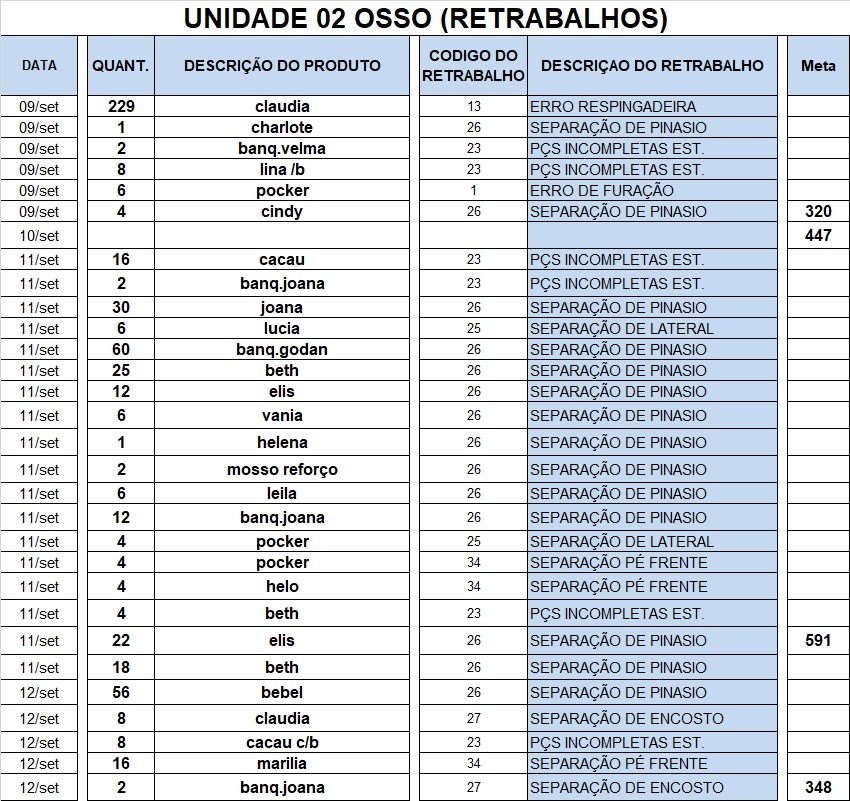 UNIDADE 02 OSSO (RETRABALHOS)
DATA QUANT. DESCRIÇÃO DO PRODUTO CODIGO DO RETRABALHO DESCRIÇAO DO RETRABALHO Meta
09/set 229 claudia 13 ERRO RESPINGADEIRA
09/set 1 charlote 26 SEPARAÇÃO DE PINASIO
09/set 2 banq.velma 23 PÇS INCOMPLETAS EST.
09/set 8 lina /b 23 PÇS INCOMPLETAS EST.
09/set 6 pocker 1 ERRO DE FURAÇÃO
09/set 4 cindy 26 SEPARAÇÃO DE PINASIO 320
10/set 447
11/set 16 cacau 23 PÇS INCOMPLETAS EST.
11/set 2 banq.joana 23 PÇS INCOMPLETAS EST.
11/set 30 joana 26 SEPARAÇÃO DE PINASIO
11/set 6 lucia 25 SEPARAÇÃO DE LATERAL
11/set 60 banq.godan 26 SEPARAÇÃO DE PINASIO
11/set 25 beth 26 SEPARAÇÃO DE PINASIO
11/set 12 elis 26 SEPARAÇÃO DE PINASIO
11/set 6 vania 26 SEPARAÇÃO DE PINASIO
11/set 1 helena 26 SEPARAÇÃO DE PINASIO
11/set 2 mosso reforço 26 SEPARAÇÃO DE PINASIO
11/set 6 leila 26 SEPARAÇÃO DE PINASIO
11/set 12 banq.joana 26 SEPARAÇÃO DE PINASIO
11/set 4 pocker 25 SEPARAÇÃO DE LATERAL
11/set 4 pocker 34 SEPARAÇÃO PÉ FRENTE
11/set 4 helo 34 SEPARAÇÃO PÉ FRENTE
11/set 4 beth 23 PÇS INCOMPLETAS EST.
11/set 22 elis 26 SEPARAÇÃO DE PINASIO 591
11/set 18 beth 26 SEPARAÇÃO DE PINASIO
12/set 56 bebel 26 SEPARAÇÃO DE PINASIO
12/set 8 claudia 27 SEPARAÇÃO DE ENCOSTO
12/set 8 cacau c/b 23 PÇS INCOMPLETAS EST.
12/set 16 marilia 34 SEPARAÇÃO PÉ FRENTE
12/set 2 banq.joana 27 SEPARAÇÃO DE ENCOSTO 348